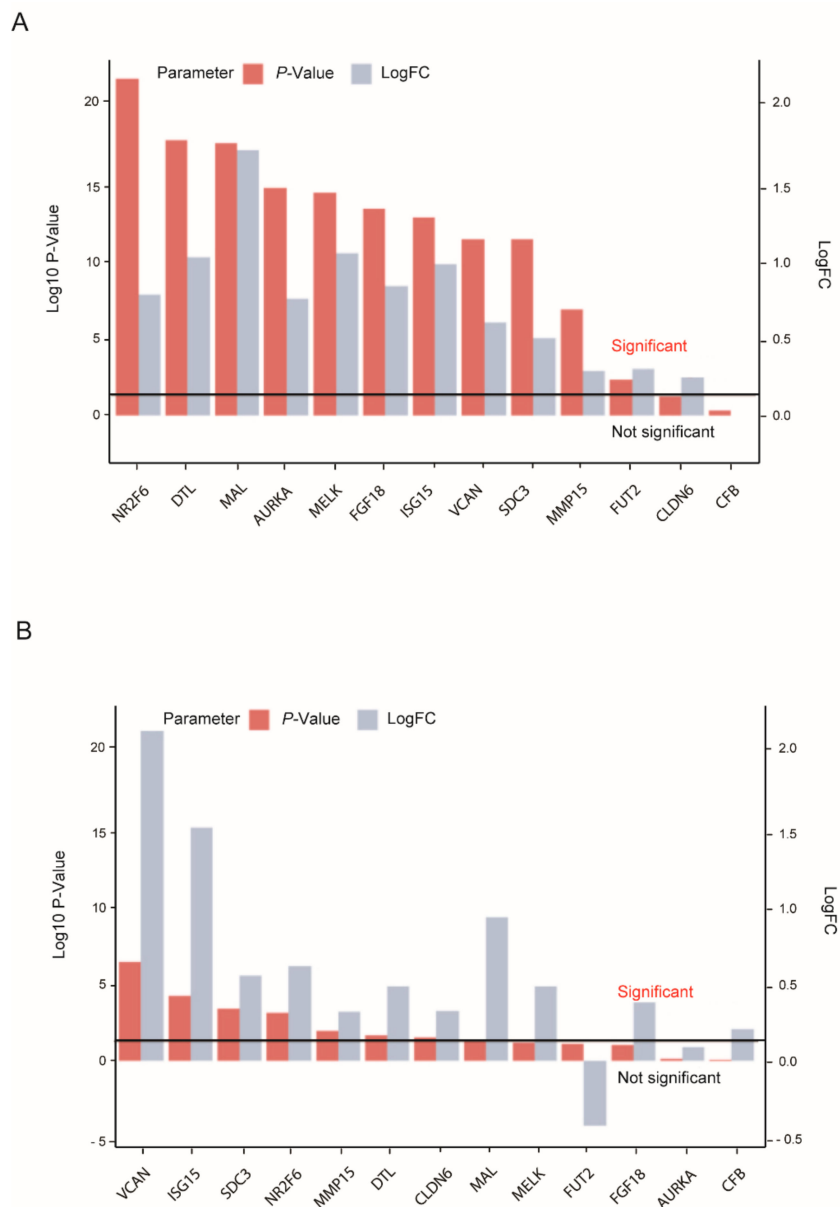 A
Parameter P-Value LogFC
20
15
10
5
0
Log10 P-Value
2.0
1.5
1.0
0.5
0.0
LogFC
Significant
Not significant
NR2F6 DTL MAL AURKA MELK FGF18 ISG15 VCAN SDC3 MMP15 FUT2 CLDN6 CFB
B
Parameter P-Value LogFC
20
15
10
5
0
- 5
Log10 P-Value
2.0
1.5
1.0
0.5
0.0
- 0.5
LogFC
Significant
Not significant
VCAN ISG15 SDC3 NR2F6 MMP15 DTL CLDN6 MAL MELK FUT2 FGF18 AURKA CFB